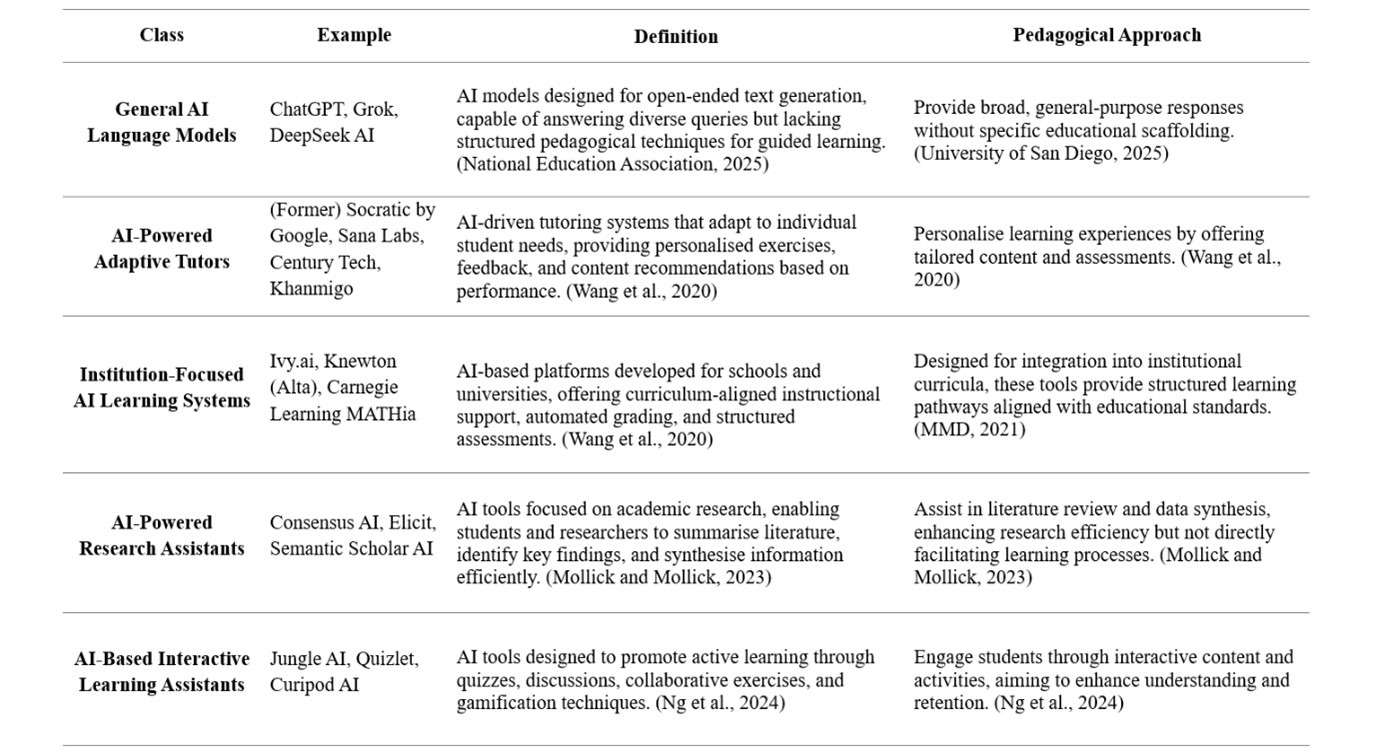 Class Example Definition Pedagogical Approach
General AI
Language Models
ChatGPT, Grok,
DeepSeek AI
AI models designed for open-ended text generation,
capable of answering diverse queries but lacking
structured pedagogical techniques for guided learning.
(National Education Association, 2025)
Provide broad, general-purpose responses
without specific educational scaffolding.
(University of San Diego, 2025)
AI-Powered
Adaptive Tutors
(Former) Socratic by
Google, Sana Labs,
Century Tech,
Khanmigo
AI-driven tutoring systems that adapt to individual
student needs, providing personalised exercises,
feedback, and content recommendations based on
performance. (Wang et al., 2020)
Personalise learning experiences by offering
tailored content and assessments. (Wang et al.,
2020)
Institution-Focused
AI Learning Systems
Ivy.ai, Knewton
(Alta), Carnegie
Learning MATHia
AI-based platforms developed for schools and
universities, offering curriculum-aligned instructional
support, automated grading, and structured
assessments. (Wang et al., 2020)
Designed for integration into institutional
curricula, these tools provide structured learning
pathways aligned with educational standards.
(MMD, 2021)
AI-Powered
Research Assistants
Consensus AI, Elicit,
Semantic Scholar AI
AI tools focused on academic research, enabling
students and researchers to summarise literature,
identify key findings, and synthesise information
efficiently. (Mollick and Mollick, 2023)
Assist in literature review and data synthesis,
enhancing research efficiency but not directly
facilitating learning processes. (Mollick and
Mollick, 2023)
AI-Based Interactive
Learning Assistants
Jungle AI, Quizlet,
Curipod AI
AI tools designed to promote active learning through
quizzes, discussions, collaborative exercises, and
gamification techniques. (Ng et al., 2024)
Engage students through interactive content and
activities, aiming to enhance understanding and
retention. (Ng et al., 2024)